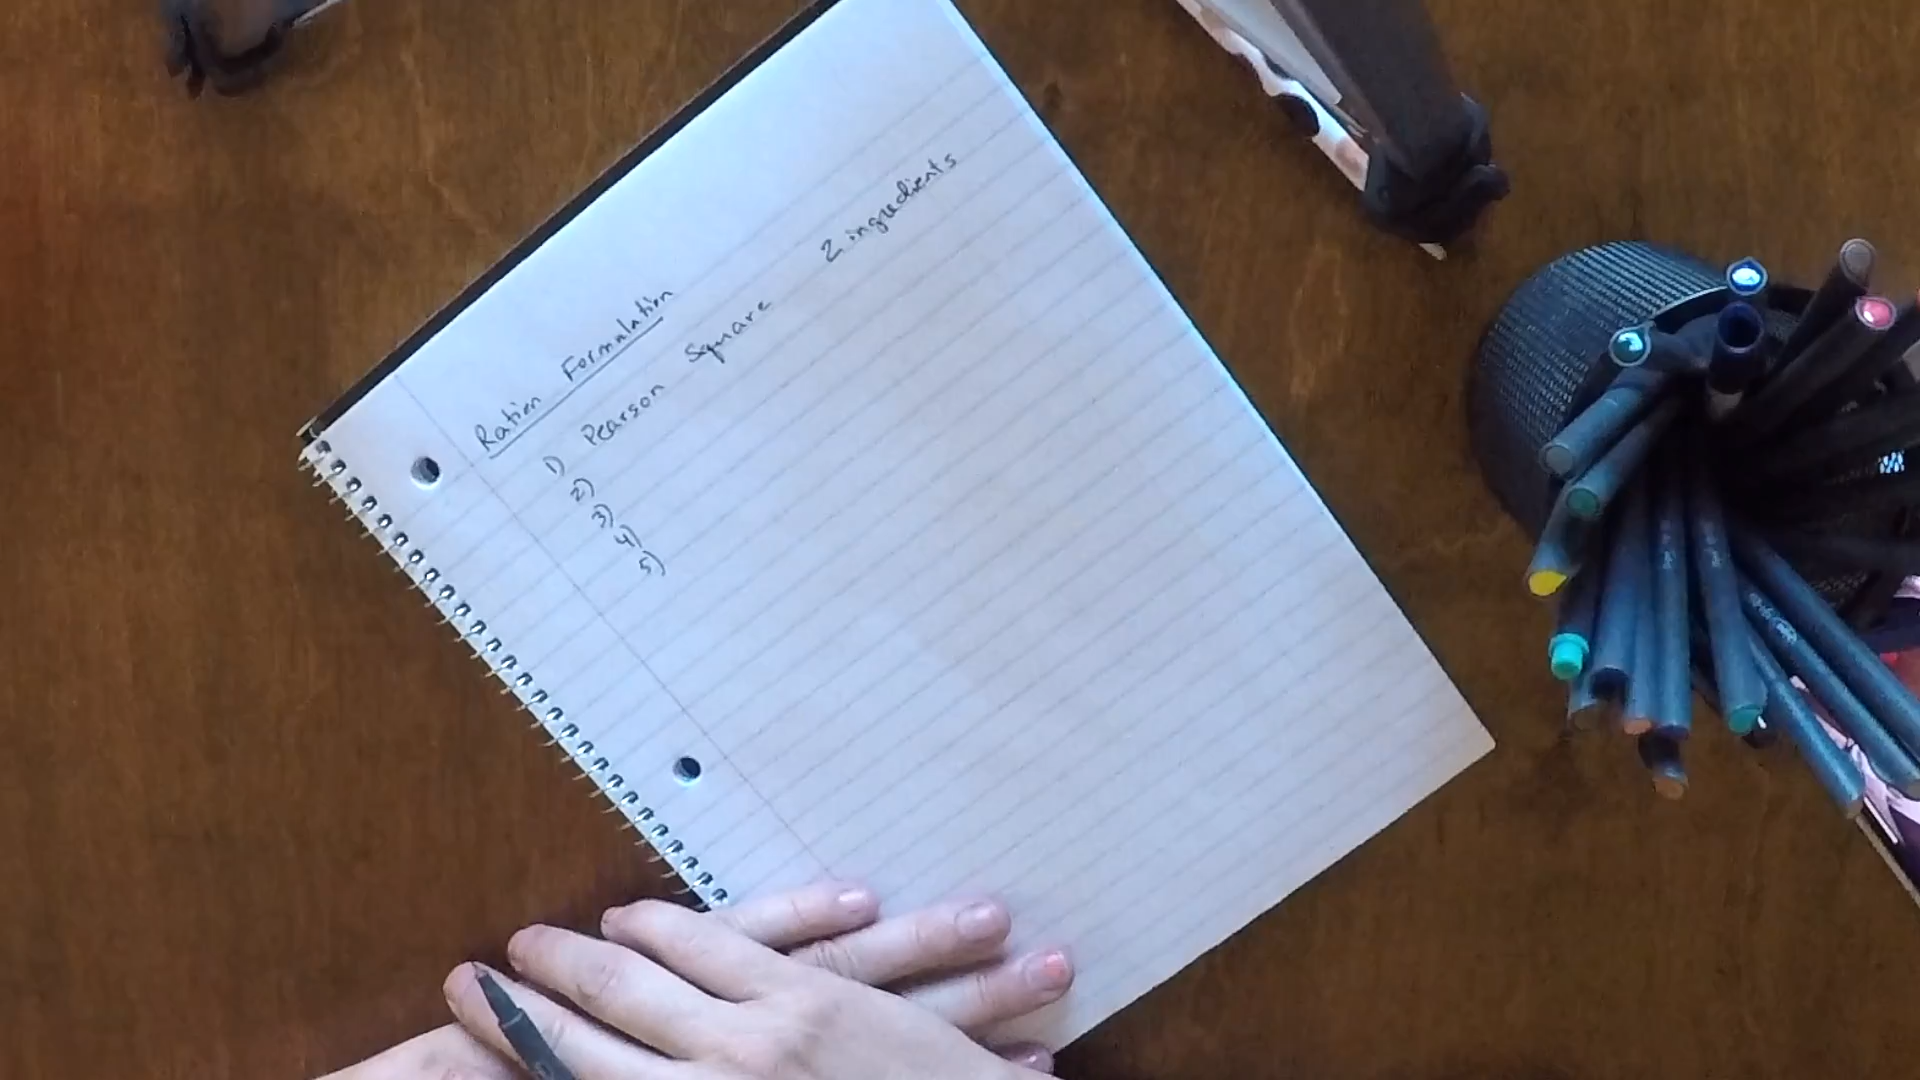 Ration Formulation
1) Pearson Square 2 ingredients
2)
3)
4)
5)